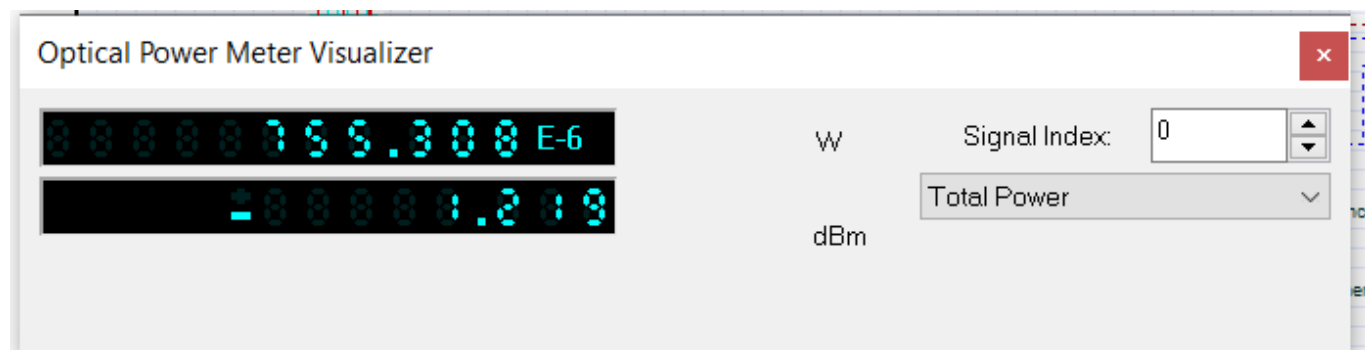 Optical Power Meter Visualizer
755.308 E-6 W
Signal Index: 0
- 1.219 dBm
Total Power